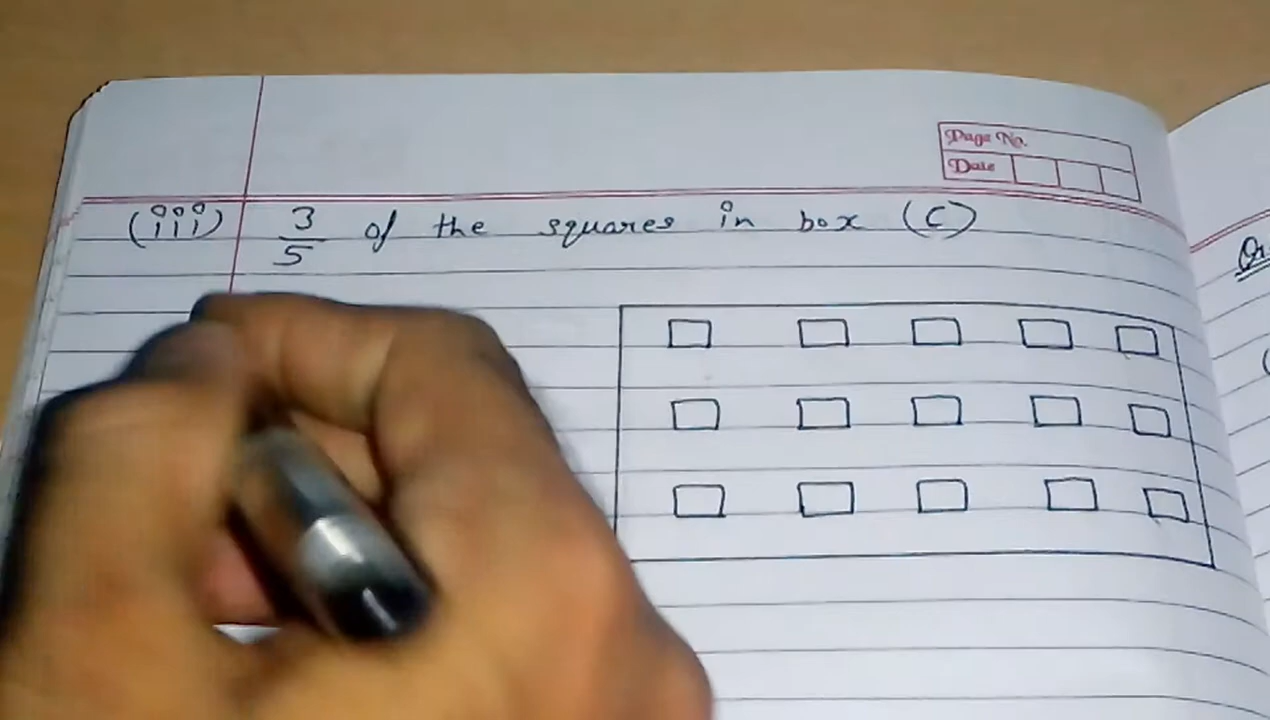 Page No.
Date
(iii) 3/5 of the squares in box (C)